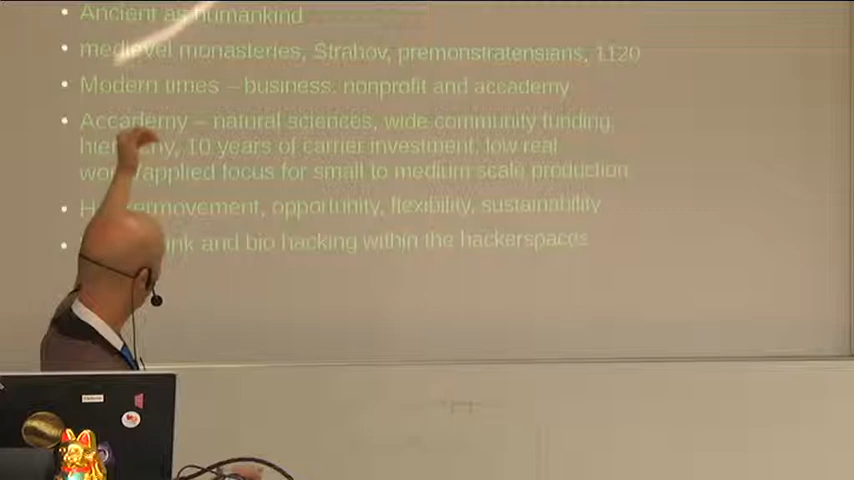 Ancient as humankind
medievel monasteries, Strahov, premonstratensians, 1120
Modern times – business, nonprofit and accademy
Accademy – natural sciences, wide community funding,
10 years of carrier investment, low real
applied focus for small to medium scale production
opportunity, flexibility, sustainability
and bio hacking within the hackerspaces